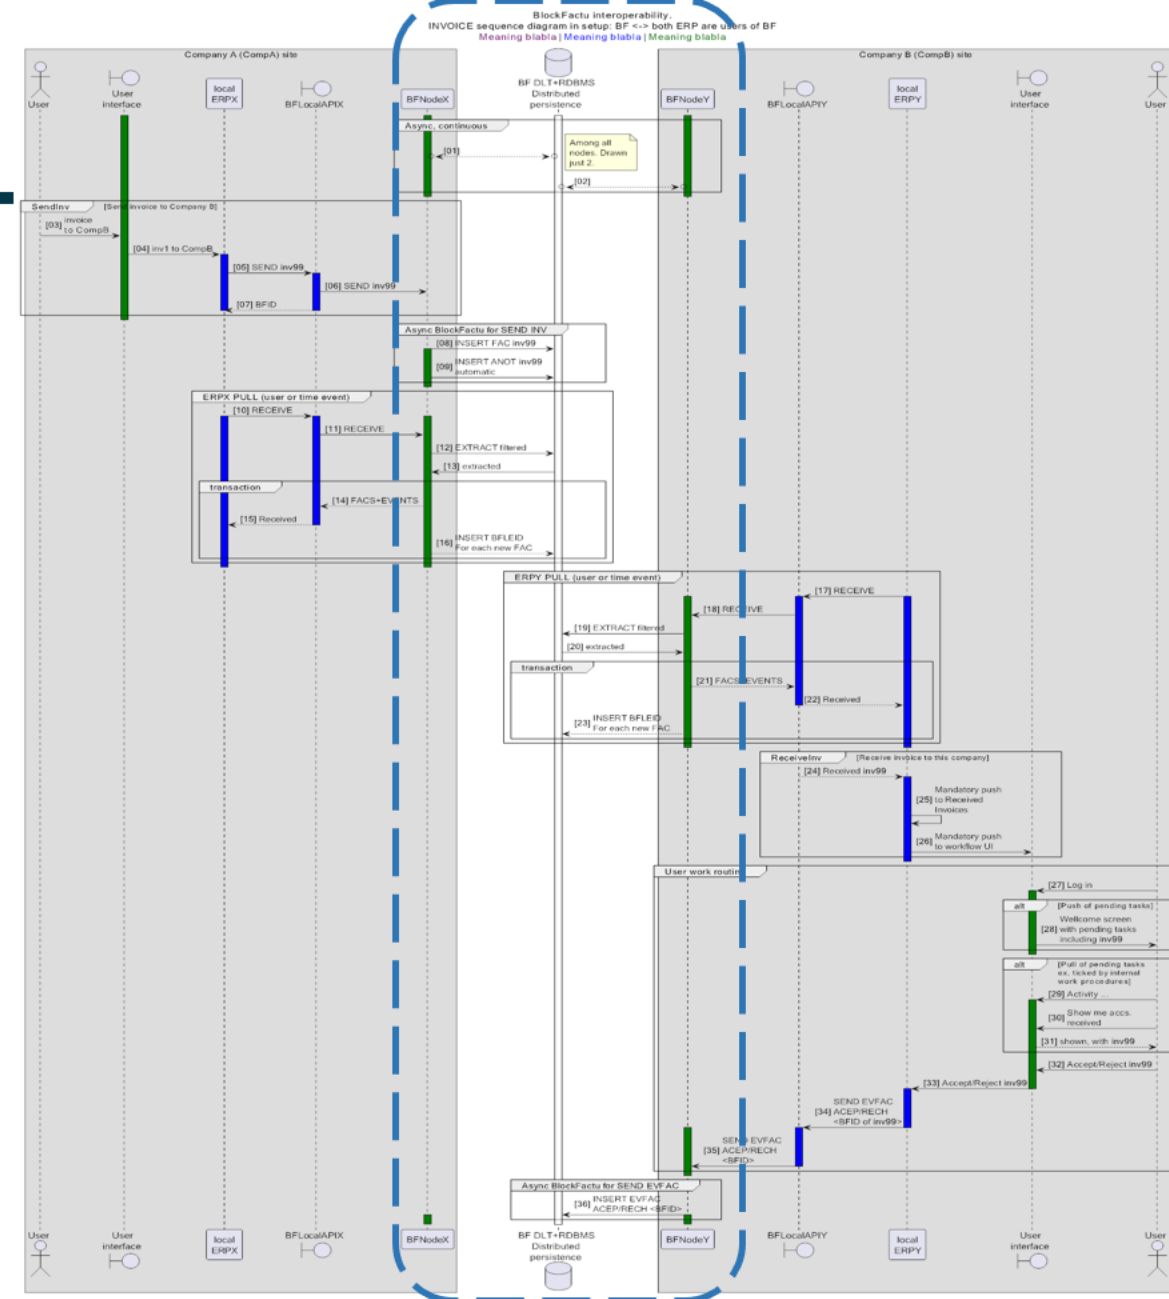 BlockFactu interoperability.
INVOICE sequence diagram in setup: BF <-> both ERP are users of BF
Meaning blabla | Meaning blabla | Meaning blabla
Company A (CompA) site
Company B (CompB) site
User
User
interface
local
ERPX
BFLocalAPIX
BFNodeX
BF DLT+RDBMS
Distributed
persistence
BFNodeY
BFLocalAPIY
local
ERPY
User
interface
User
Async, continuous
[01]
Among all
nodes. Drawn
just 2.
[02]
SendInv
[Send invoice to Company B]
[03] invoice
to CompB
[04] inv1 to CompB
[05] SEND inv99
[06] SEND inv99
[07] BFID
Async BlockFactu for SEND INV
[08] INSERT FAC inv99
[09] INSERT ANOT inv99
automatic
ERPX PULL (user or time event)
[10] RECEIVE
[11] RECEIVE
[12] EXTRACT filtered
[13] extracted
transaction
[14] FACS+EVENTS
[15] Received
[16] INSERT BFLEID
For each new FAC
ERPY PULL (user or time event)
[17] RECEIVE
[18] RECEIVE
[19] EXTRACT filtered
[20] extracted
transaction
[21] FACS+EVENTS
[22] Received
[23] INSERT BFLEID
For each new FAC
ReceiveInv
[Receive invoice to this company]
[24] Received inv99
Mandatory push
[25] to Received
Invoices
[26] Mandatory push
to workflow UI
User work routine
[27] Log in
alt
[Push of pending tasks]
Wellcome screen
[28] with pending tasks
including inv99
alt
[Pull of pending tasks
ex. ticked by internal
work procedures]
[29] Activity ...
[30] Show me accs.
received
[31] shown, with inv99
[32] Accept/Reject inv99
[33] Accept/Reject inv99
SEND EVFAC
[34] ACEP/RECH
<BFID of inv99>
SEND EVFAC
[35] ACEP/RECH
<BFID>
Async BlockFactu for SEND EVFAC
[36] INSERT EVFAC
ACEP/RECH <BFID>
User
User
interface
local
ERPX
BFLocalAPIX
BFNodeX
BF DLT+RDBMS
Distributed
persistence
BFNodeY
BFLocalAPIY
local
ERPY
User
interface
User